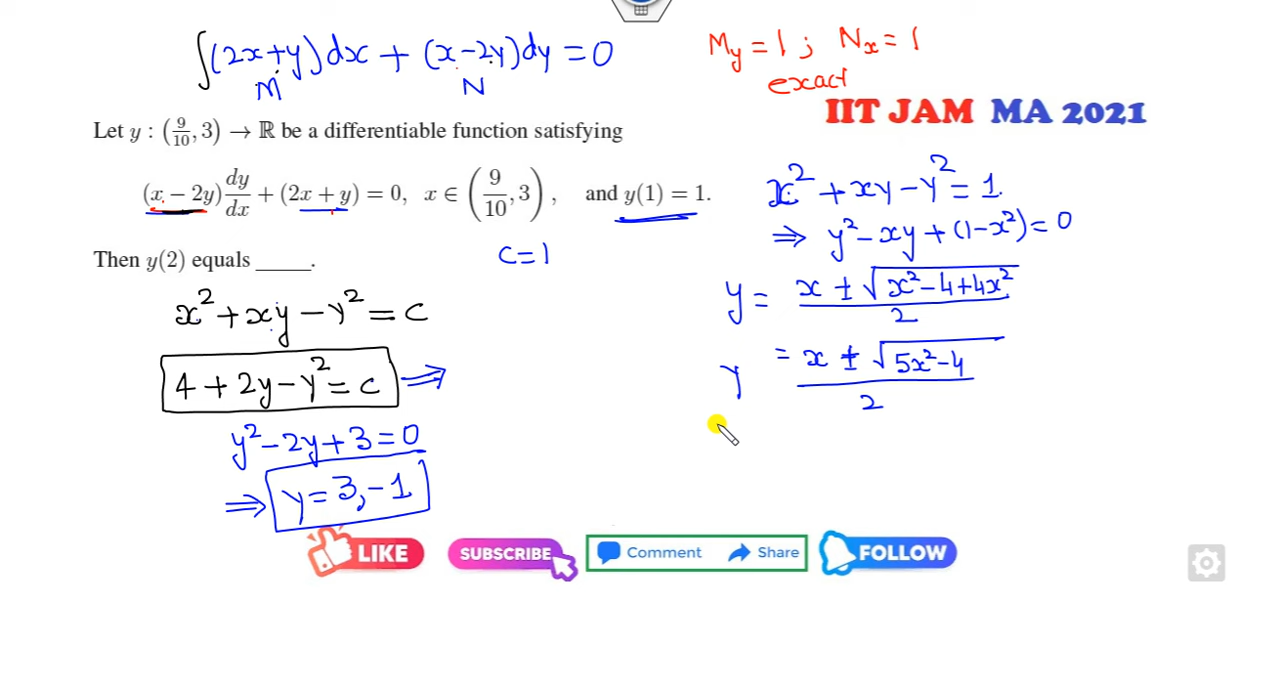 ∫(2x+y)dx + (x-2y)dy = 0
M N
My = 1 ; Nx = 1
exact
IIT JAM MA 2021
Let y : (9/10, 3) → ℝ be a differentiable function satisfying
(x − 2y) dy/dx + (2x + y) = 0, x ∈ (9/10, 3), and y(1) = 1.
Then y(2) equals _____.
c = 1
x² + xy − y² = c
4 + 2y − y² = c ⇒
y² − 2y + 3 = 0
⇒ y = 3, −1
x² + xy − y² = 1
⇒ y² − xy + (1−x²) = 0
y = (x ± √(x² − 4 + 4x²))/2
y = (x ± √(5x² − 4))/2
LIKE
SUBSCRIBE
Comment Share
FOLLOW